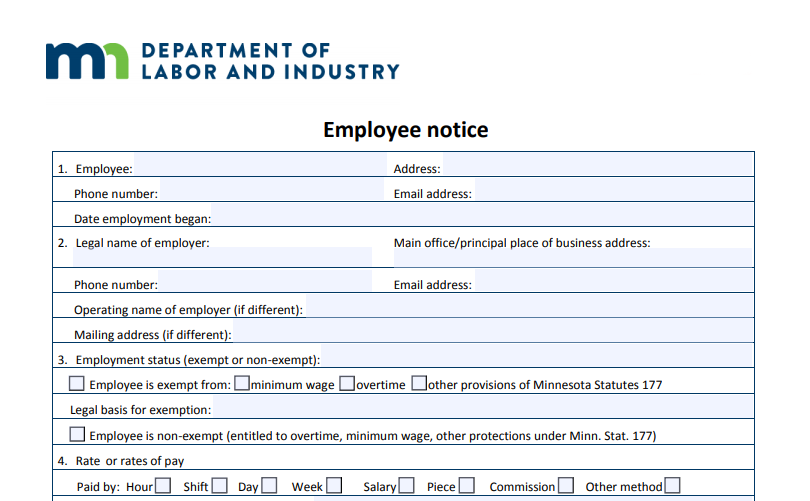 mn DEPARTMENT OF
LABOR AND INDUSTRY
Employee notice
1. Employee: Address:
Phone number: Email address:
Date employment began:
2. Legal name of employer: Main office/principal place of business address:
Phone number: Email address:
Operating name of employer (if different):
Mailing address (if different):
3. Employment status (exempt or non-exempt):
Employee is exempt from: minimum wage overtime other provisions of Minnesota Statutes 177
Legal basis for exemption:
Employee is non-exempt (entitled to overtime, minimum wage, other protections under Minn. Stat. 177)
4. Rate or rates of pay
Paid by: Hour Shift Day Week Salary Piece Commission Other method